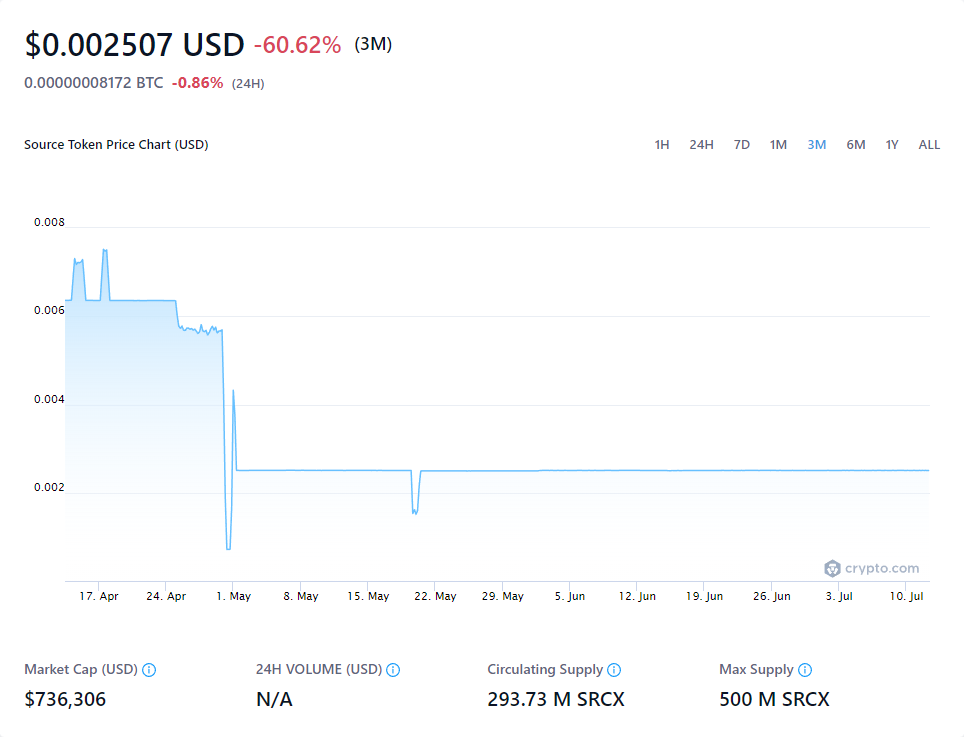 $0.002507 USD -60.62% (3M)
0.00000008172 BTC -0.86% (24H)
Source Token Price Chart (USD) 1H 24H 7D 1M 3M 6M 1Y ALL
0.008
0.006
0.004
0.002
crypto.com
17. Apr 24. Apr 1. May 8. May 15. May 22. May 29. May 5. Jun 12. Jun 19. Jun 26. Jun 3. Jul 10. Jul
Market Cap (USD) 24H VOLUME (USD) Circulating Supply Max Supply
$736,306 N/A 293.73 M SRCX 500 M SRCX